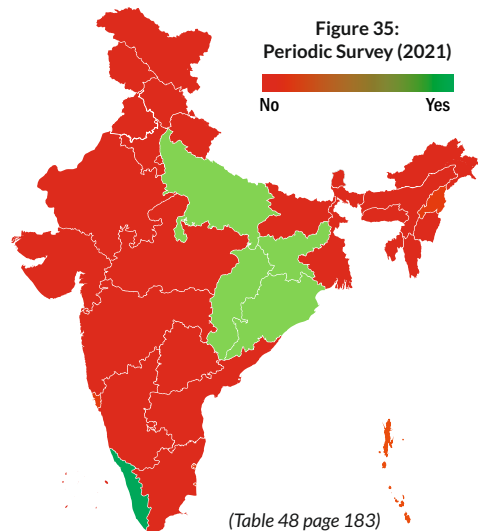 Figure 35:
Periodic Survey (2021)
No Yes
(Table 48 page 183)